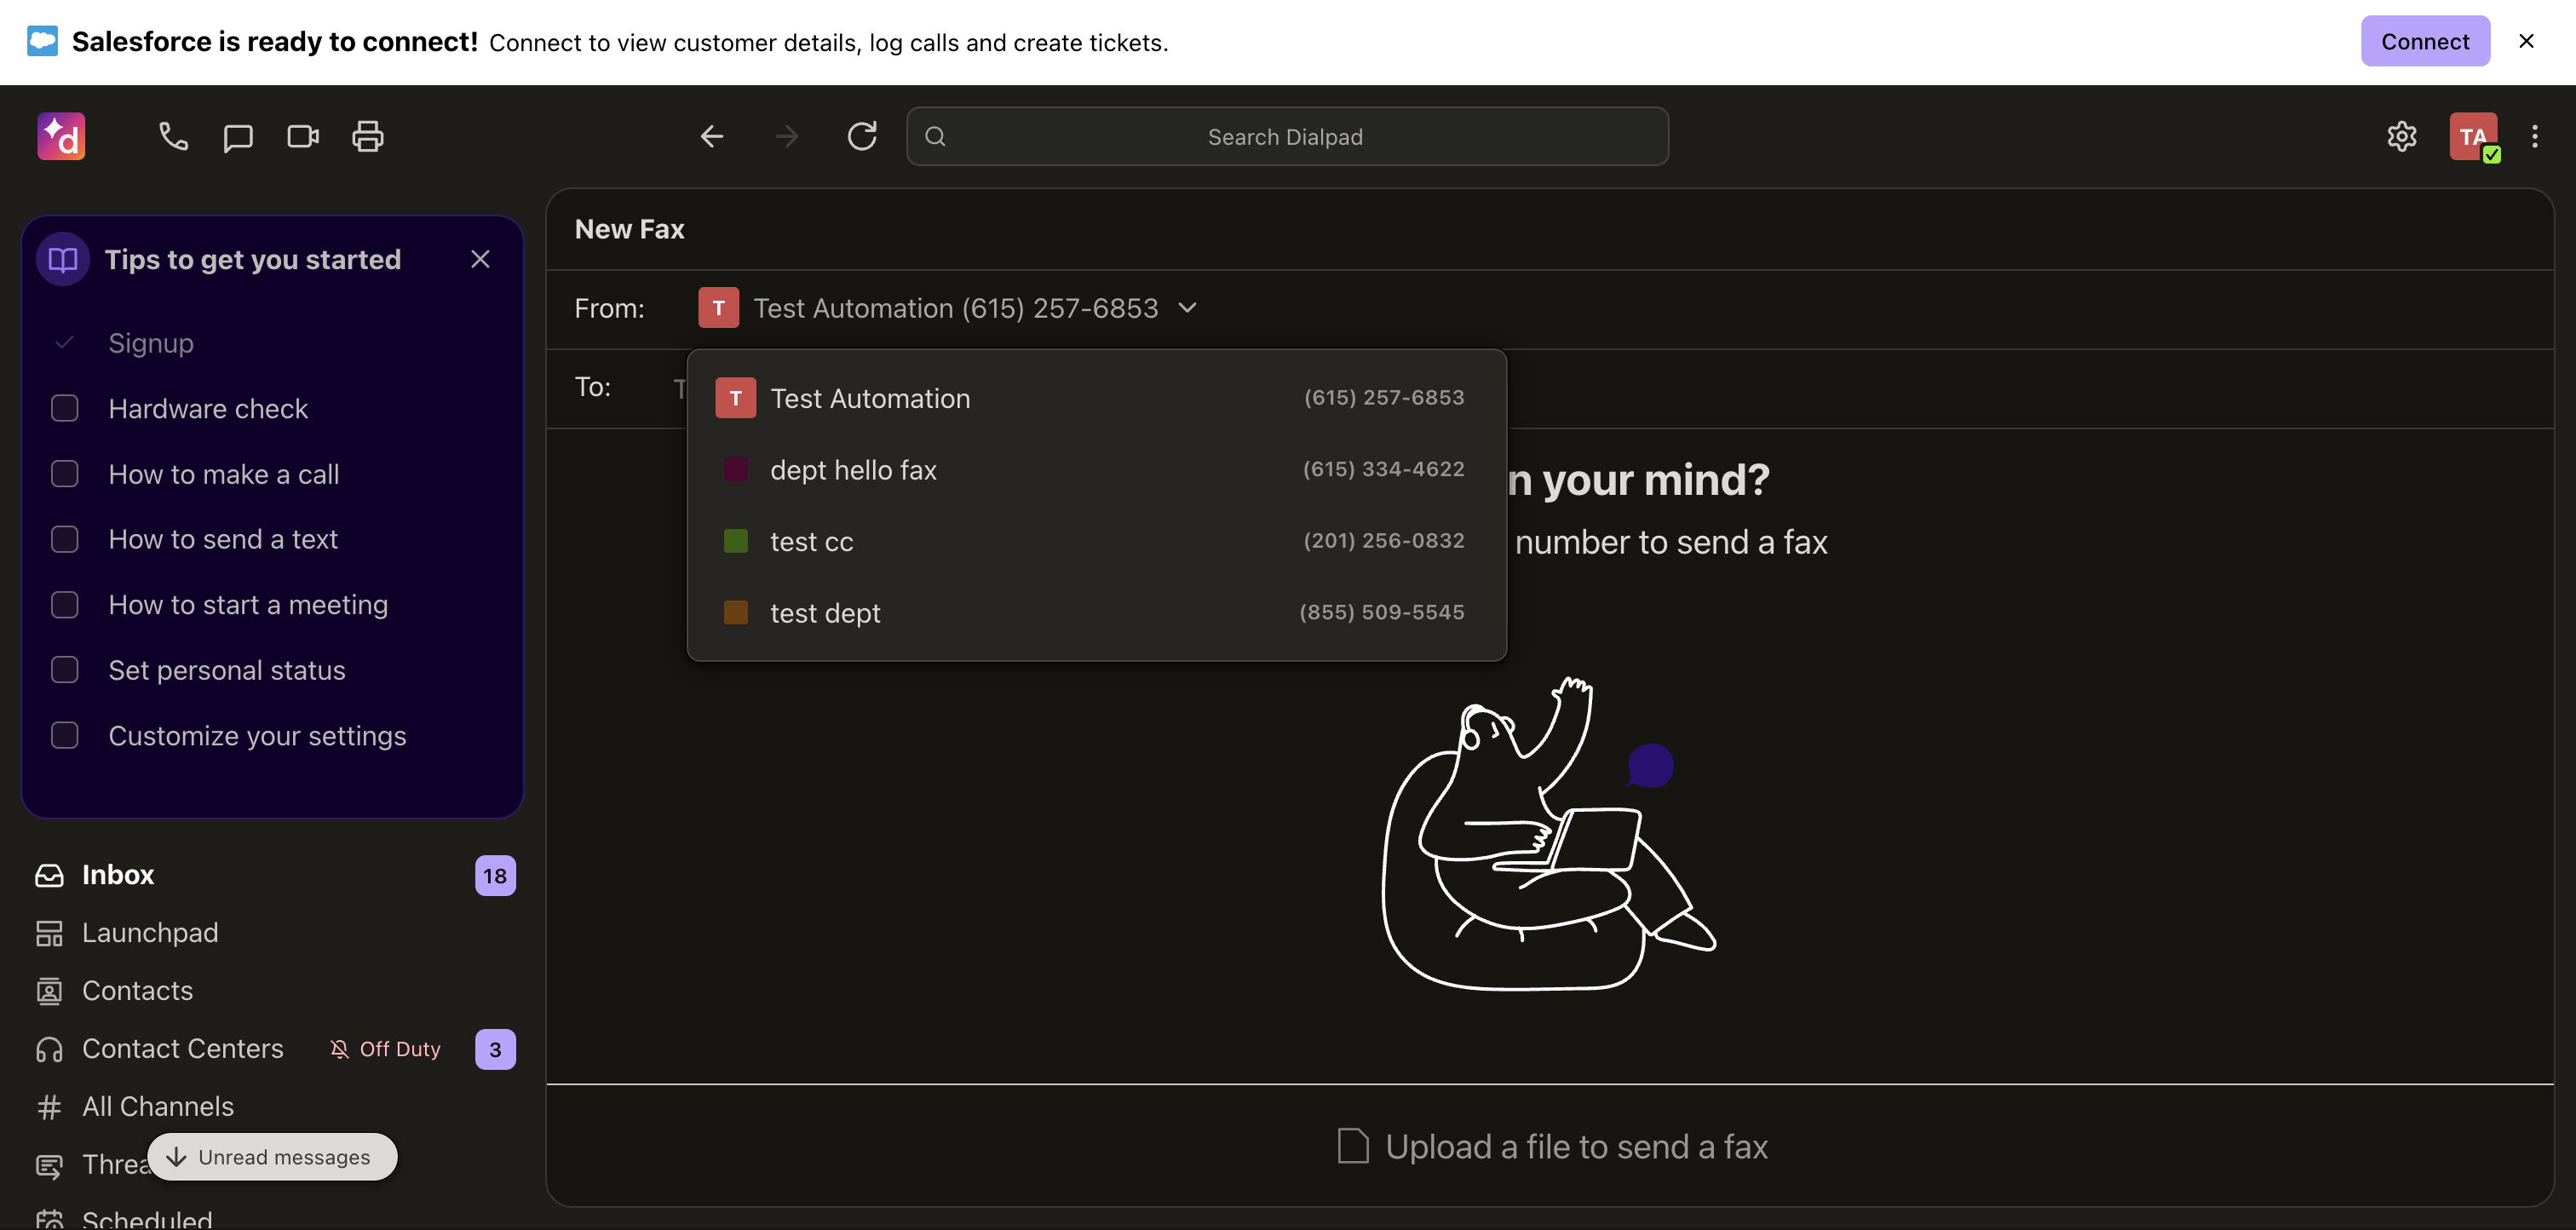 Salesforce is ready to connect! Connect to view customer details, log calls and create tickets.
Connect
d
Search Dialpad
TA
Tips to get you started
Signup
Hardware check
How to make a call
How to send a text
How to start a meeting
Set personal status
Customize your settings
Inbox 18
Launchpad
Contacts
Contact Centers Off Duty 3
All Channels
Unread messages
Scheduled
New Fax
From: T Test Automation (615) 257-6853
To: T
T Test Automation (615) 257-6853
dept hello fax (615) 334-4622
test cc (201) 256-0832
test dept (855) 509-5545
your mind?
number to send a fax
Upload a file to send a fax